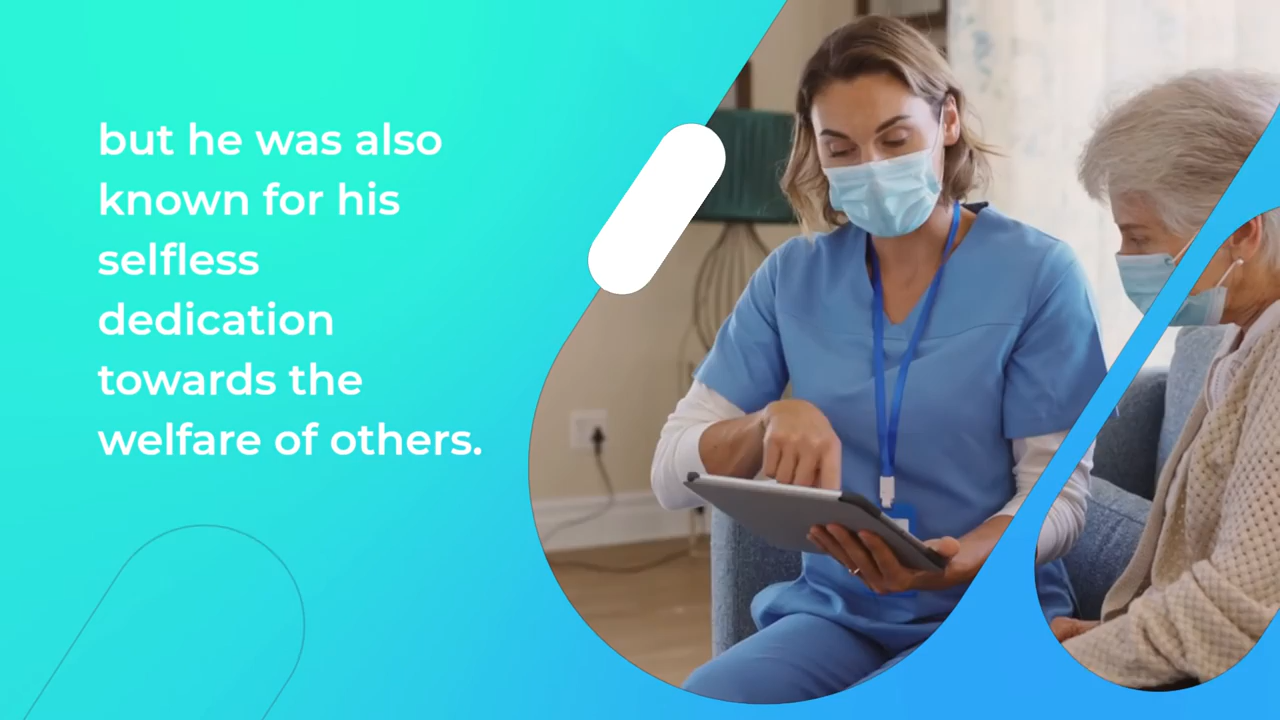 but he was also
known for his
selfless
dedication
towards the
welfare of others.